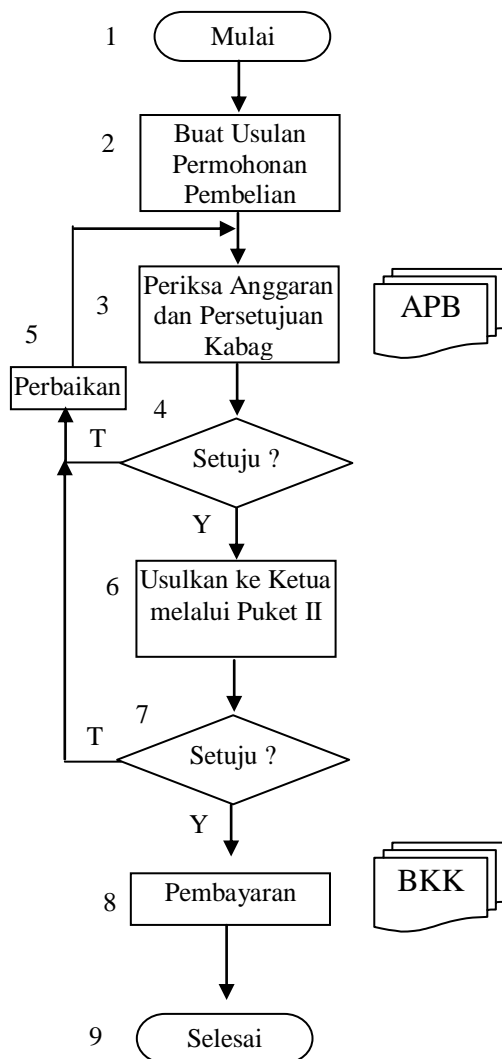 1
Mulai
2
Buat Usulan
Permohonan
Pembelian
3
Periksa Anggaran
dan Persetujuan
Kabag
APB
5
Perbaikan
4
T
Setuju ?
Y
6
Usulkan ke Ketua
melalui Puket II
7
T
Setuju ?
Y
8
Pembayaran
BKK
9
Selesai